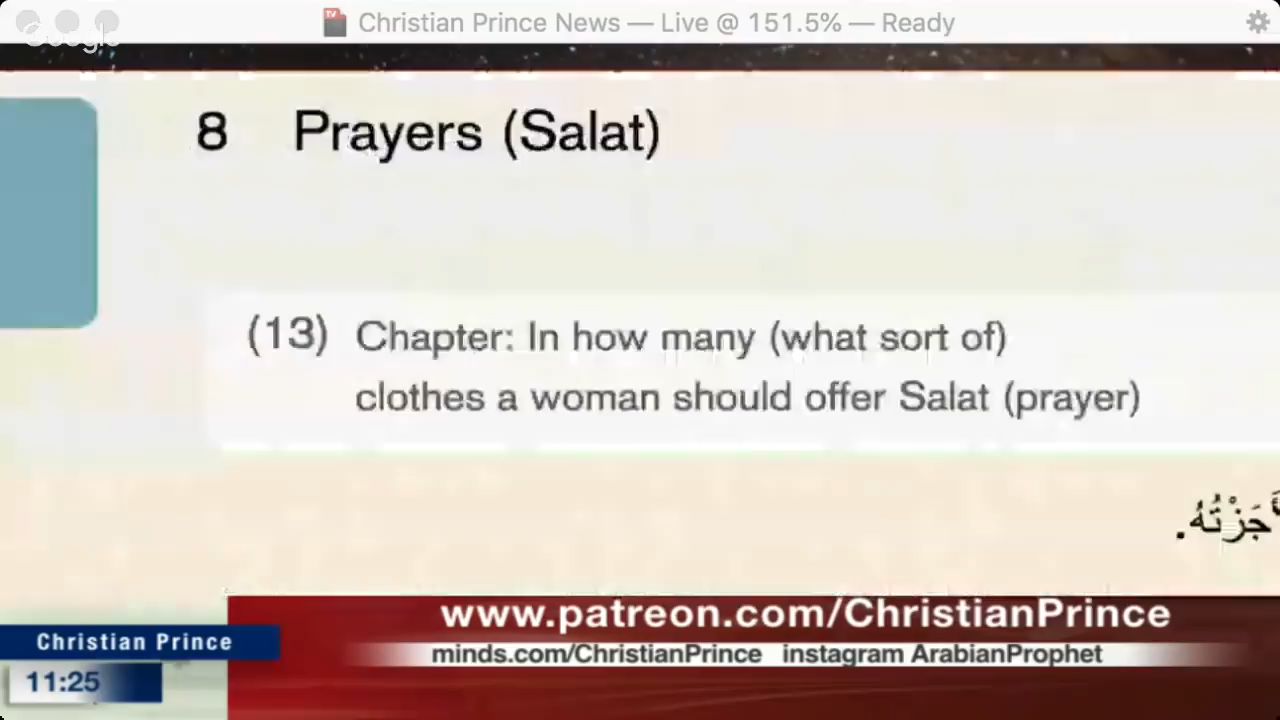 Christian Prince News — Live @ 151.5% — Ready
Google
8 Prayers (Salat)
(13) Chapter: In how many (what sort of)
clothes a woman should offer Salat (prayer)
www.patreon.com/ChristianPrince
Christian Prince
minds.com/ChristianPrince instagram ArabianProphet
11:25